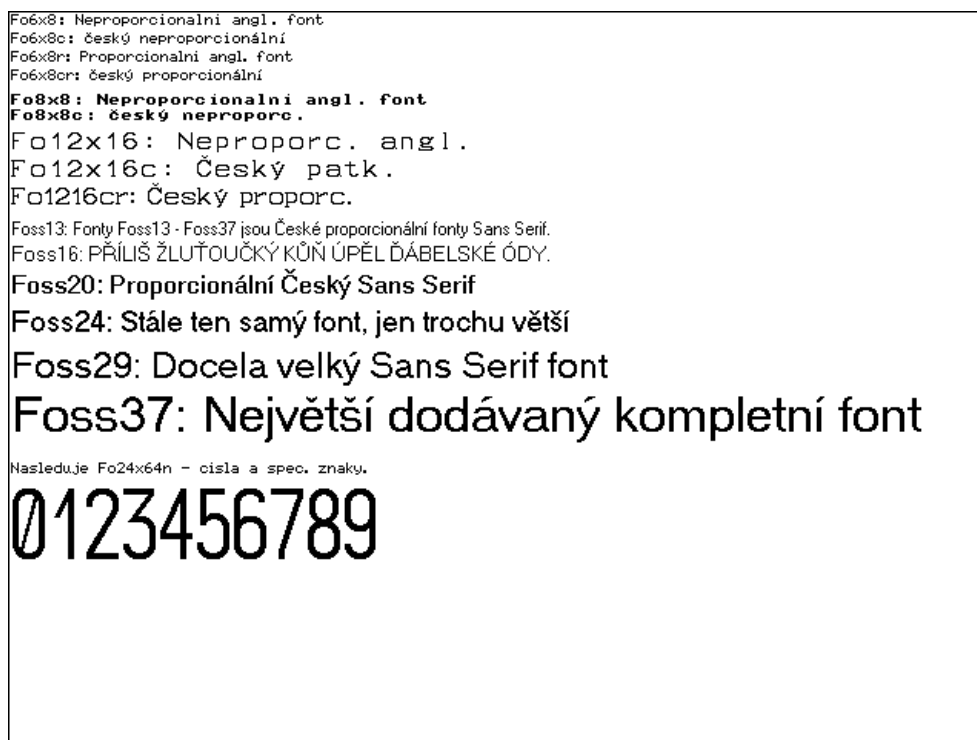 Fo6x8: Neproporcionalni angl. font
Fo6x8c: český neproporcionální
Fo6x8r: Proporcionalni angl. font
Fo6x8cr: český proporcionální
Fo8x8: Neproporcionalni angl. font
Fo8x8c: český neproporc.
Fo12x16: Neproporc. angl.
Fo12x16c: Český patk.
Fo1216cr: Český proporc.
Foss13: Fonty Foss13 - Foss37 jsou České proporcionální fonty Sans Serif.
Foss16: PŘÍLIŠ ŽLUŤOUČKÝ KŮŇ ÚPĚL ĎÁBELSKÉ ÓDY.
Foss20: Proporcionální Český Sans Serif
Foss24: Stále ten samý font, jen trochu větší
Foss29: Docela velký Sans Serif font
Foss37: Největší dodávaný kompletní font
Nasleduje Fo24x64n - cisla a spec. znaky.
0123456789